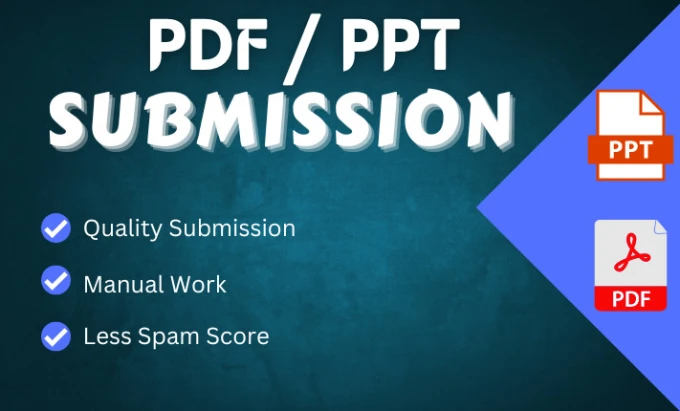 PDF / PPT
SUBMISSION
PPT
Quality Submission
Manual Work
PDF
Less Spam Score